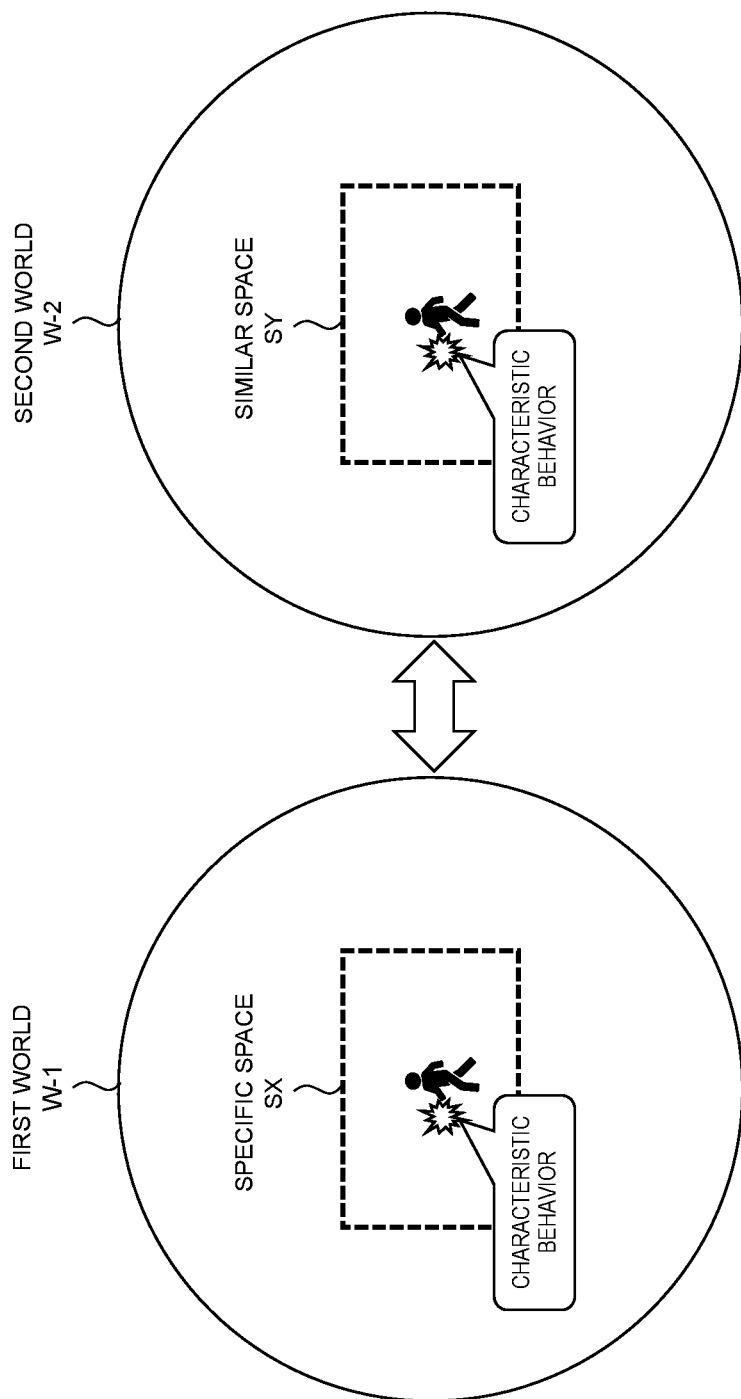 FIRST WORLD
W-1
SPECIFIC SPACE
SX
CHARACTERISTIC
BEHAVIOR
SECOND WORLD
W-2
SIMILAR SPACE
SY
CHARACTERISTIC
BEHAVIOR